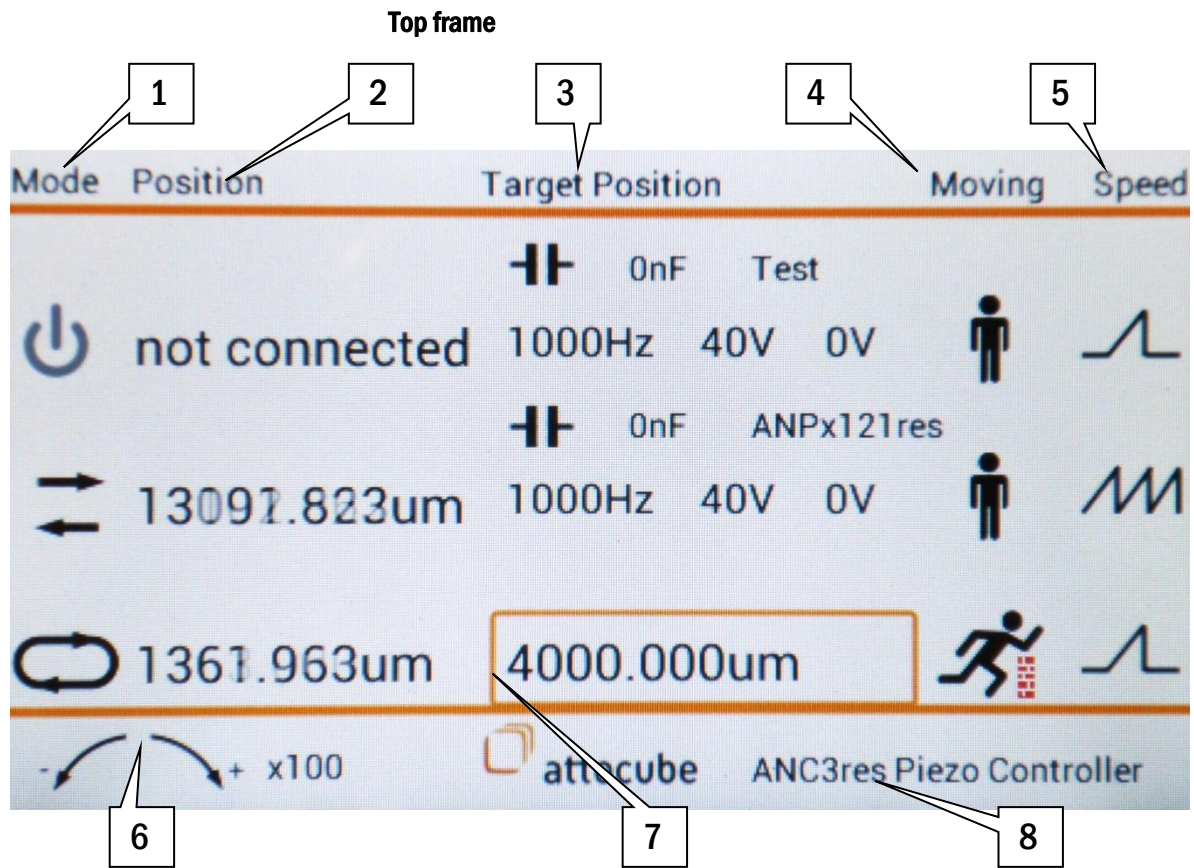 Top frame
1 2 3 4 5
Mode Position Target Position Moving Speed
0nF Test
not connected 1000Hz 40V 0V
0nF ANPx121res
1000Hz 40V 0V
4000.000um
- + x100 attocube ANC3res Piezo Controller
6 7 8